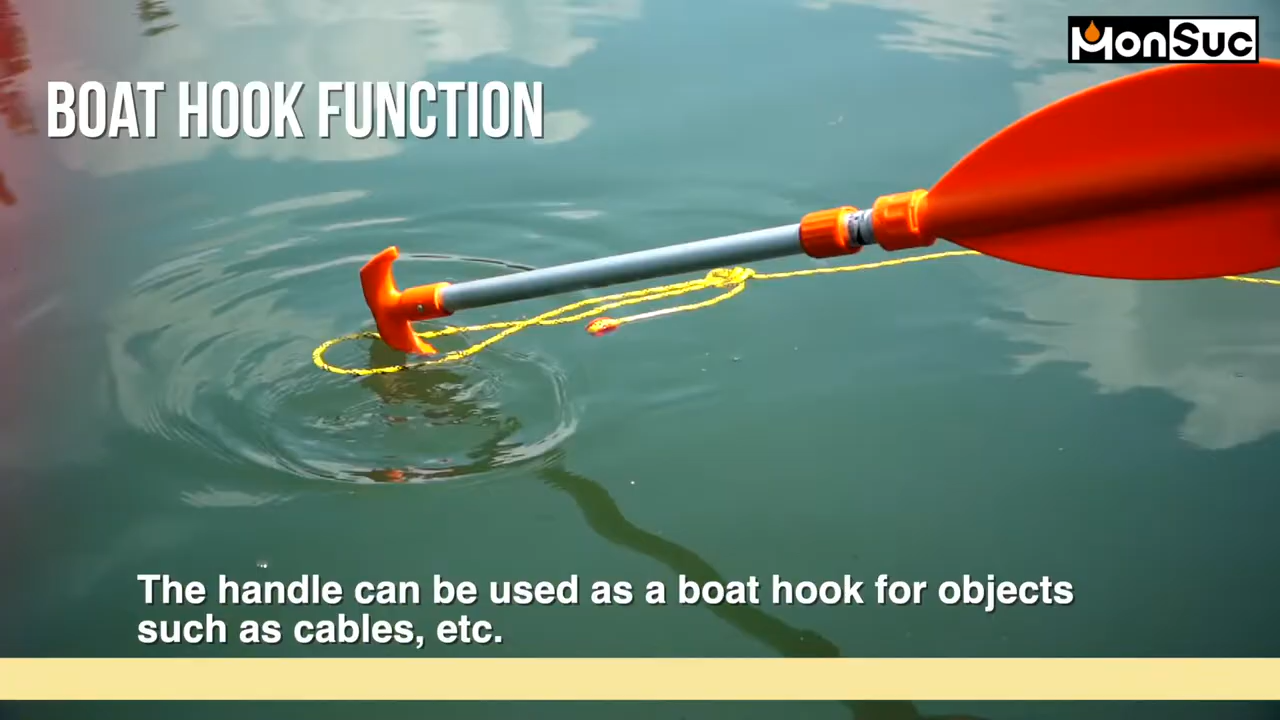 MonSuc
BOAT HOOK FUNCTION
The handle can be used as a boat hook for objects
such as cables, etc.